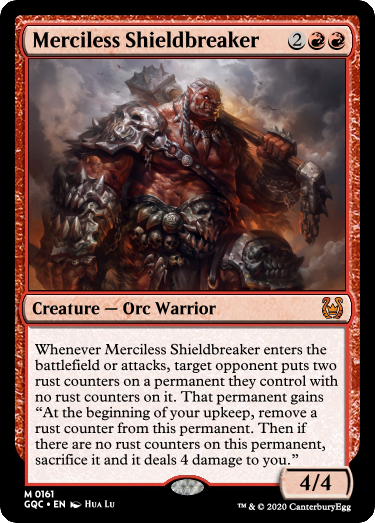 Merciless Shieldbreaker 2
Creature — Orc Warrior
Whenever Merciless Shieldbreaker enters the
battlefield or attacks, target opponent puts two
rust counters on a permanent they control with
no rust counters on it. That permanent gains
“At the beginning of your upkeep, remove a
rust counter from this permanent. Then if
there are no rust counters on this permanent,
sacrifice it and it deals 4 damage to you.”
4/4
M 0161
GQC • EN Hua Lu
™ & © 2020 CanterburyEgg